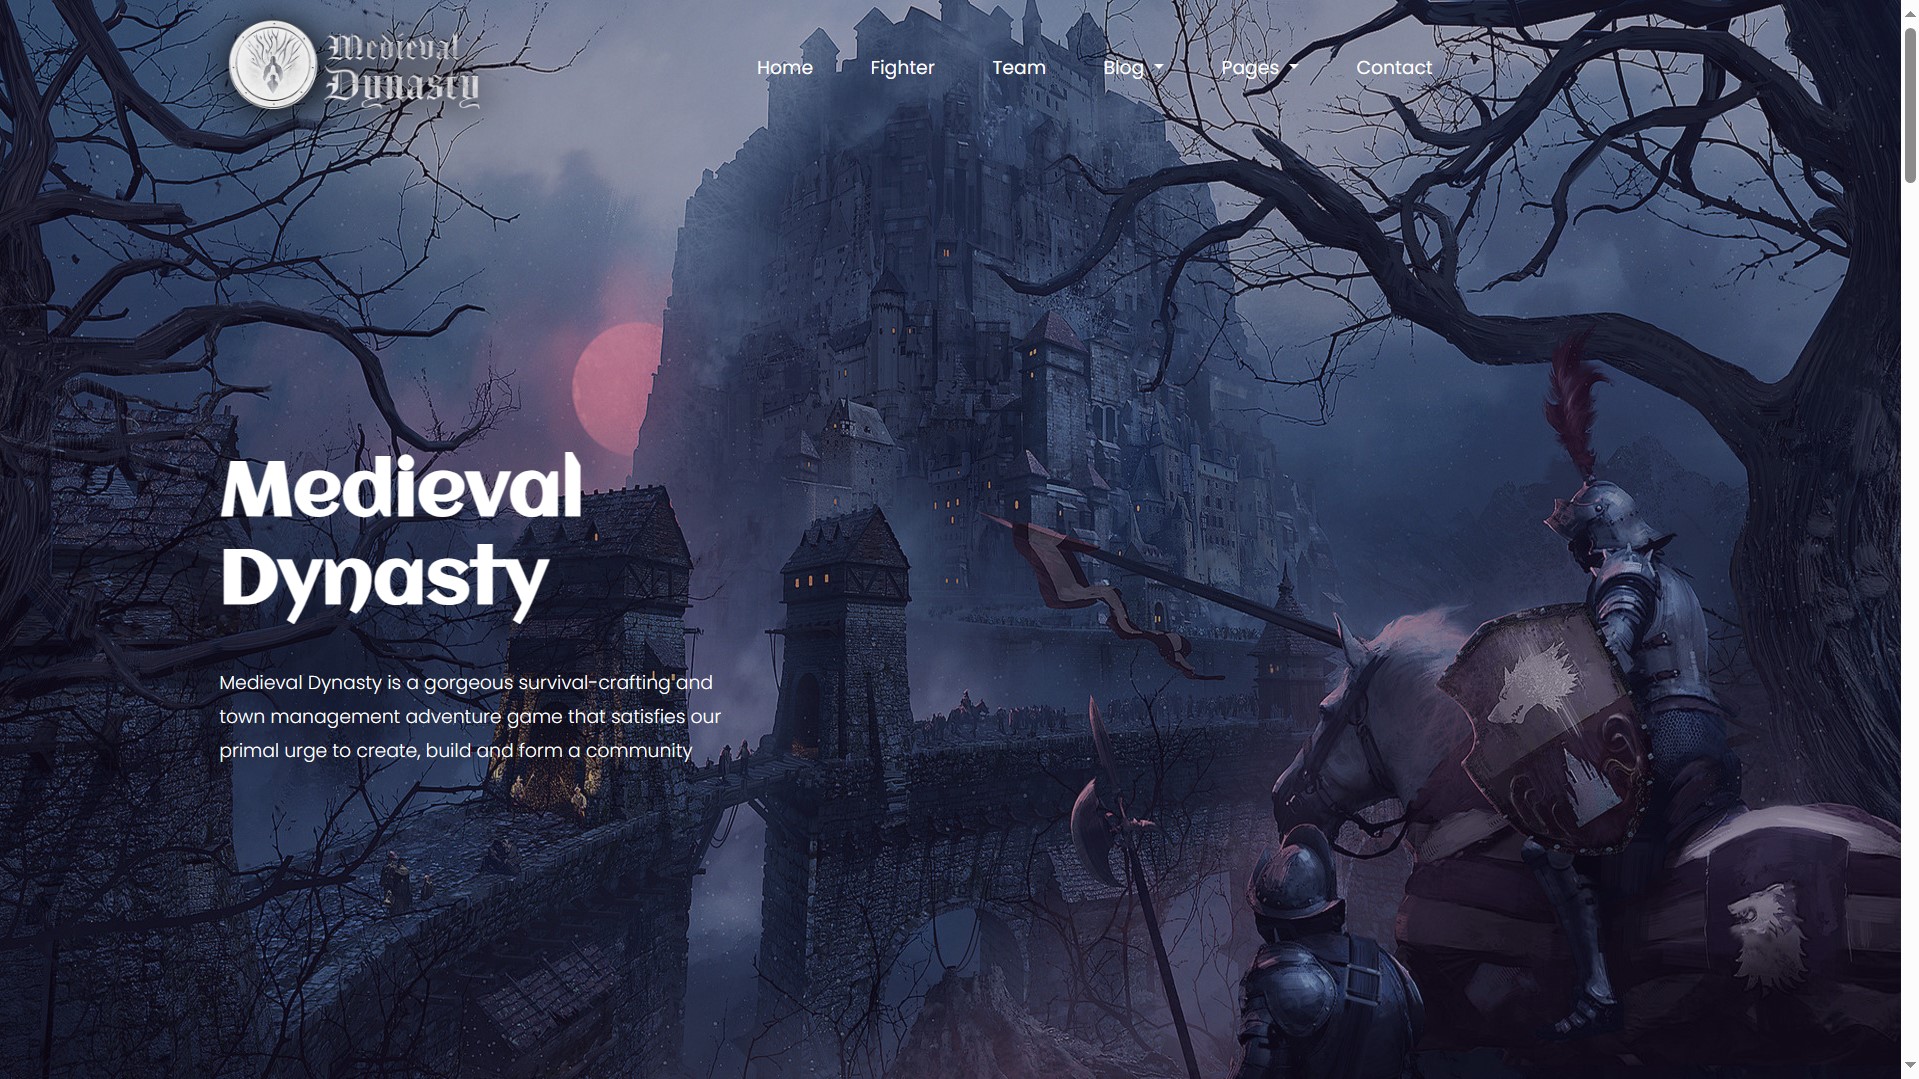 Medieval
Dynasty
Home Fighter Team Blog Pages Contact
Medieval
Dynasty
Medieval Dynasty is a gorgeous survival-crafting and
town management adventure game that satisfies our
primal urge to create, build and form a community